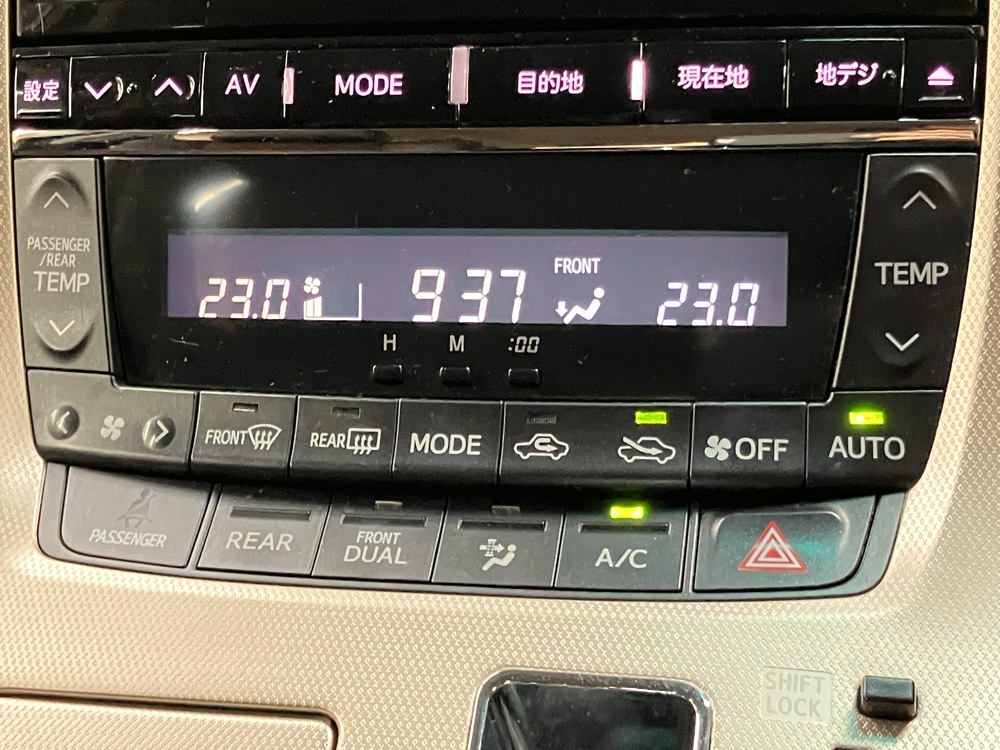 設定 AV MODE 目的地 現在地 地デジ
PASSENGER
/REAR
TEMP
23.0 937 FRONT 23.0
TEMP
H M :00
FRONT REAR MODE OFF AUTO
PASSENGER REAR FRONT
DUAL A/C
SHIFT
LOCK